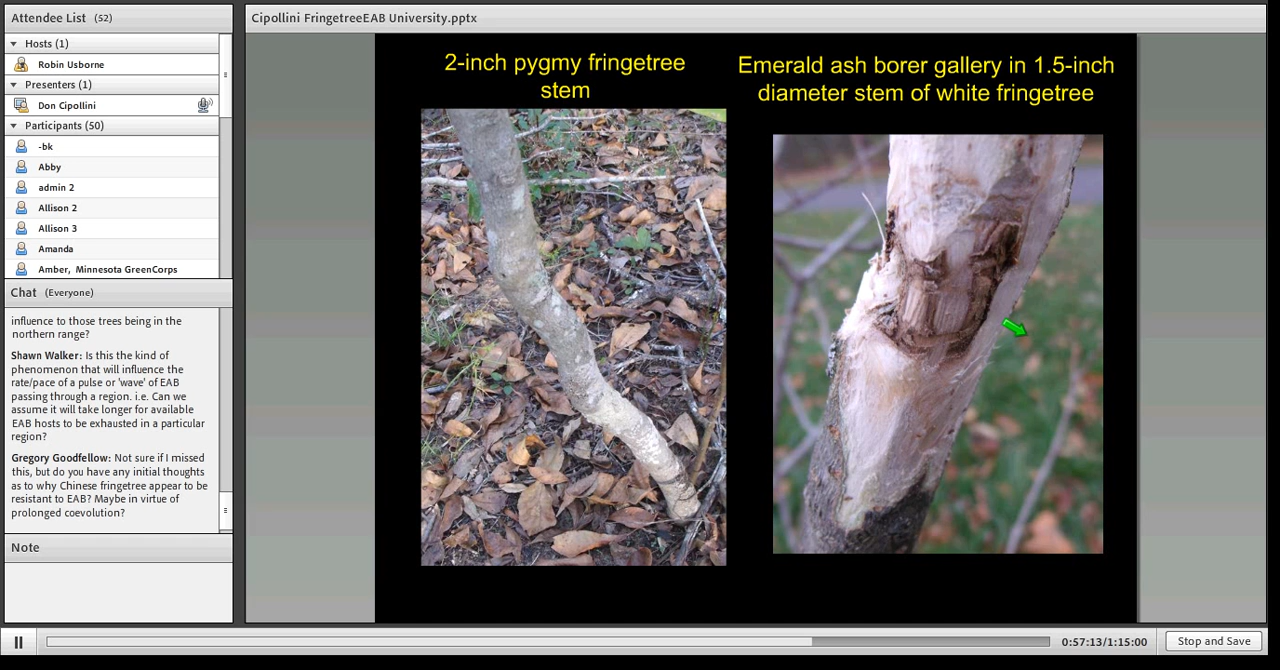 Attendee List (52)
Hosts (1)
Robin Usborne
Presenters (1)
Don Cipollini
Participants (50)
-bk
Abby
admin 2
Allison 2
Allison 3
Amanda
Amber, Minnesota GreenCorps
Chat (Everyone)
influence to those trees being in the
northern range?
Shawn Walker: Is this the kind of
phenomenon that will influence the
rate/pace of a pulse or 'wave' of EAB
passing through a region. i.e. Can we
assume it will take longer for available
EAB hosts to be exhausted in a particular
region?
Gregory Goodfellow: Not sure if I missed
this, but do you have any initial thoughts
as to why Chinese fringetree appear to be
resistant to EAB? Maybe in virtue of
prolonged coevolution?
Note
Cipollini FringetreeEAB University.pptx
2-inch pygmy fringetree
stem
Emerald ash borer gallery in 1.5-inch
diameter stem of white fringetree
0:57:13/1:15:00
Stop and Save